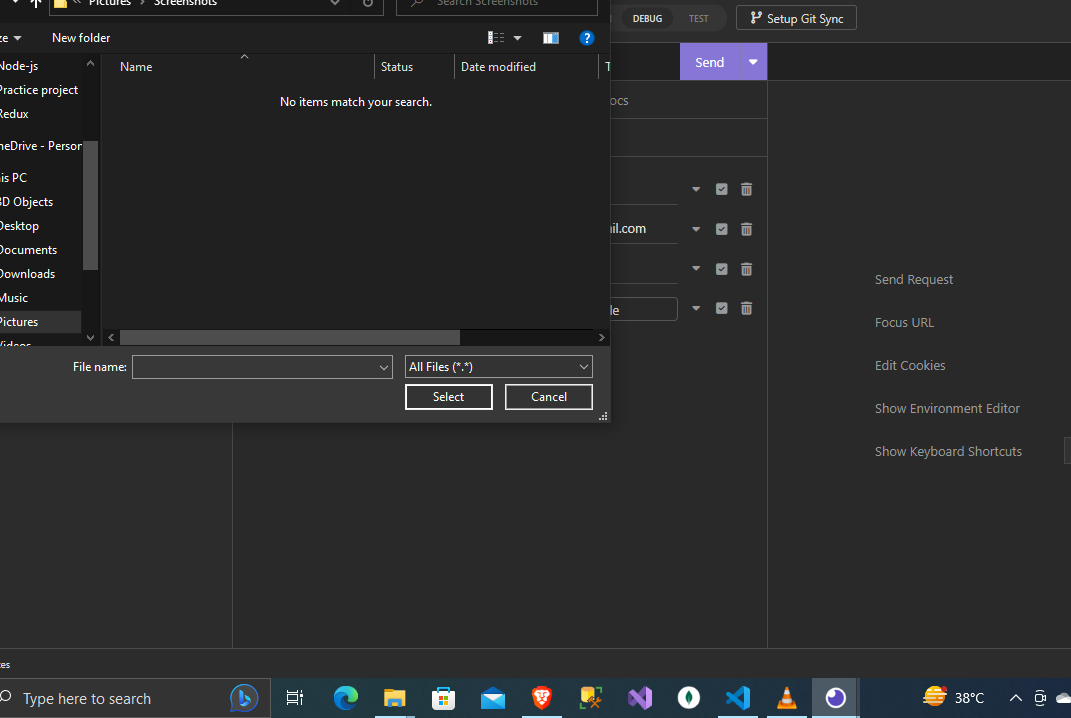 Pictures > Screenshots
Search Screenshots
New folder
Name
Status
Date modified
No items match your search.
Node-js
Practice project
Redux
neDrive - Person
is PC
3D Objects
Desktop
Documents
Downloads
Music
Pictures
Videos
File name:
All Files (*.*)
Select
Cancel
DEBUG
TEST
Setup Git Sync
Send
ocs
il.com
le
Send Request
Focus URL
Edit Cookies
Show Environment Editor
Show Keyboard Shortcuts
es
Type here to search
38°C